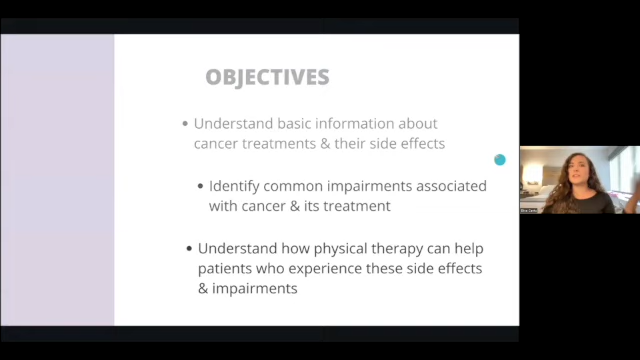 OBJECTIVES
• Understand basic information about
cancer treatments & their side effects
• Identify common impairments associated
with cancer & its treatment
• Understand how physical therapy can help
patients who experience these side effects
& impairments